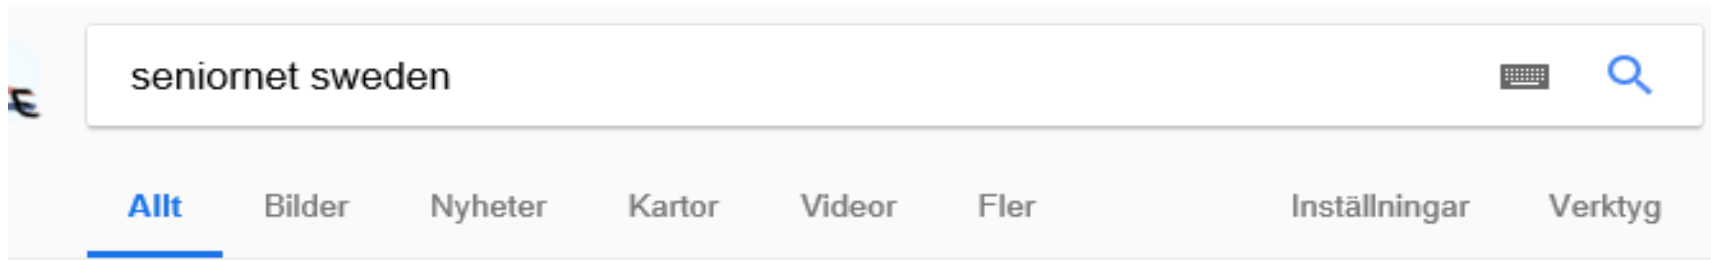 seniornet sweden
Allt Bilder Nyheter Kartor Videor Fler Inställningar Verktyg